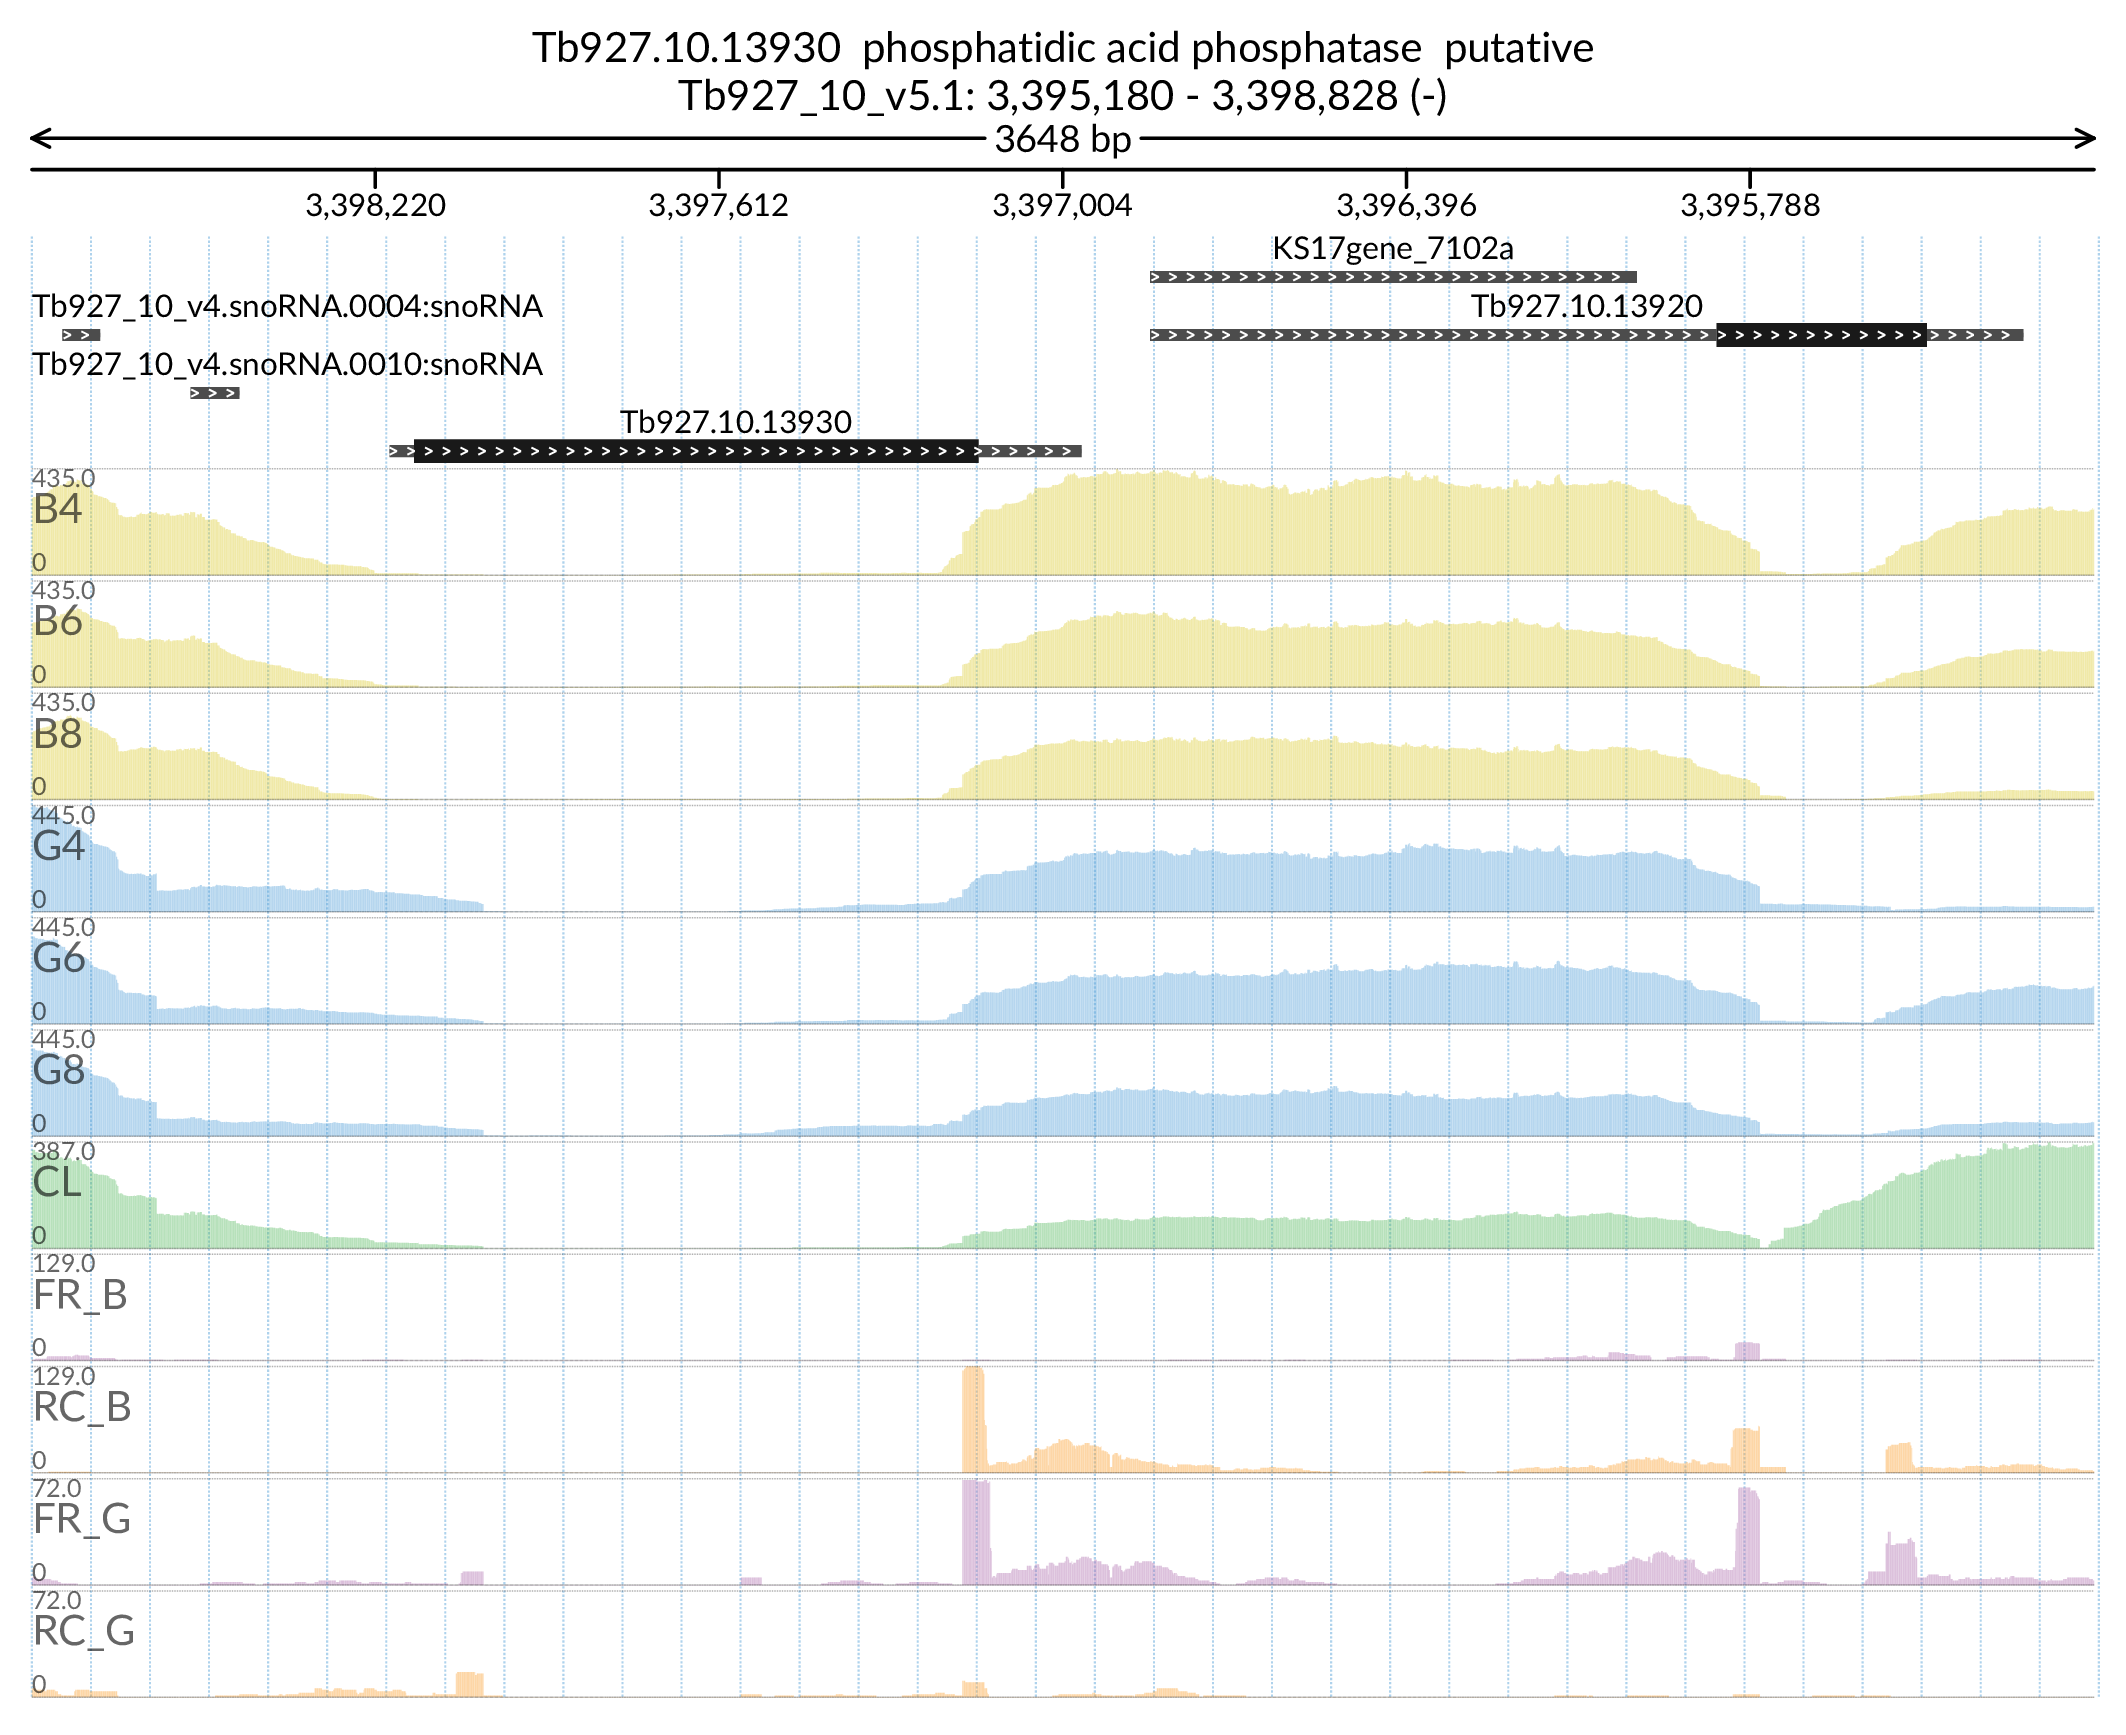 Tb927.10.13930  phosphatidic acid phosphatase  putative
Tb927_10_v5.1: 3,395,180 - 3,398,828 (-)
3648 bp
3,398,220 3,397,612 3,397,004 3,396,396 3,395,788
KS17gene_7102a
Tb927_10_v4.snoRNA.0004:snoRNA Tb927.10.13920
Tb927_10_v4.snoRNA.0010:snoRNA
Tb927.10.13930
435.0
B4
0
435.0
B6
0
435.0
B8
0
445.0
G4
0
445.0
G6
0
445.0
G8
0
387.0
CL
0
129.0
FR_B
0
129.0
RC_B
0
72.0
FR_G
0
72.0
RC_G
0